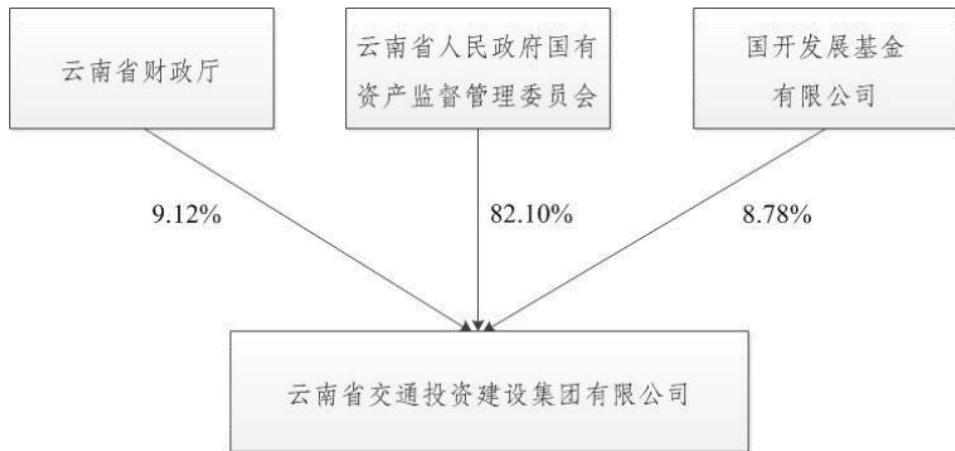 云南省财政厅
云南省人民政府国有
资产监督管理委员会
国开发展基金
有限公司
9.12%
82.10%
8.78%
云南省交通投资建设集团有限公司